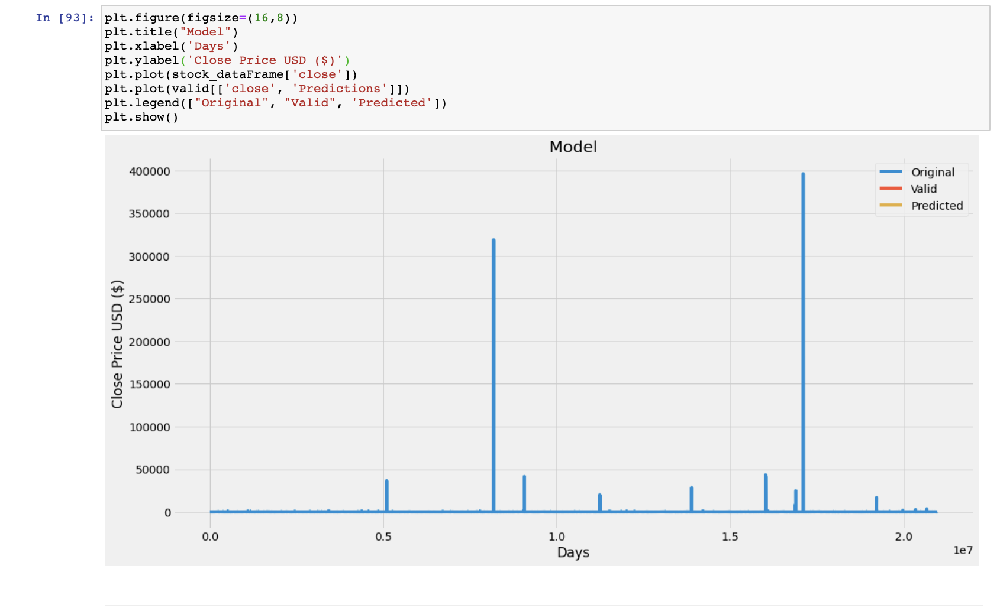 In [93]:
plt.figure(figsize=(16,8))
plt.title("Model")
plt.xlabel('Days')
plt.ylabel('Close Price USD ($)')
plt.plot(stock_dataFrame['close'])
plt.plot(valid[['close', 'Predictions']])
plt.legend(["Original", "Valid", 'Predicted'])
plt.show()
Model
Original
Valid
Predicted
Close Price USD ($)
400000
350000
300000
250000
200000
150000
100000
50000
0
0.0 0.5 1.0 1.5 2.0
1e7
Days